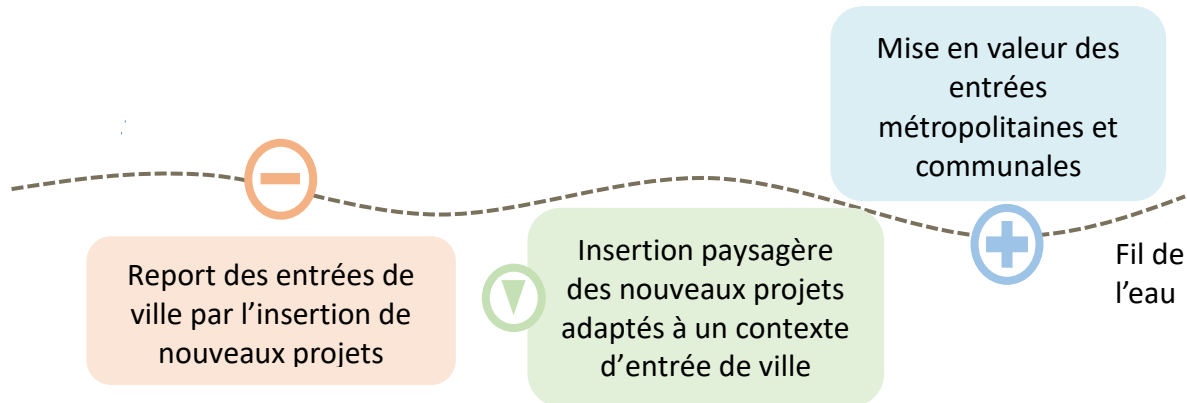 Mise en valeur des
entrées
métropolitaines et
communales
Report des entrées de
ville par l’insertion de
nouveaux projets
Insertion paysagère
des nouveaux projets
adaptés à un contexte
d’entrée de ville
Fil de
l’eau